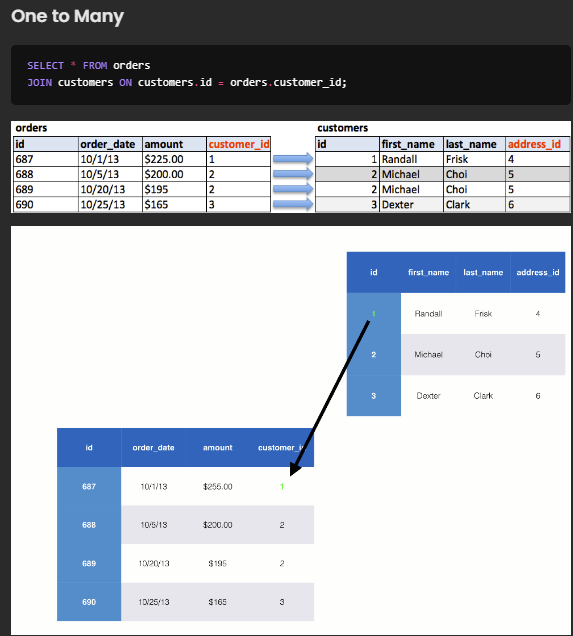 One to Many
SELECT * FROM orders
JOIN customers ON customers.id = orders.customer_id;
orders
id order_date amount customer_id
687 10/1/13 $225.00 1
688 10/5/13 $200.00 2
689 10/20/13 $195 2
690 10/25/13 $165 3
customers
id first_name last_name address_id
1 Randall Frisk 4
2 Michael Choi 5
2 Michael Choi 5
3 Dexter Clark 6
id first_name last_name address_id
1 Randall Frisk 4
2 Michael Choi 5
3 Dexter Clark 6
id order_date amount customer_id
687 10/1/13 $255.00 1
688 10/5/13 $200.00 2
689 10/20/13 $195 2
690 10/25/13 $165 3